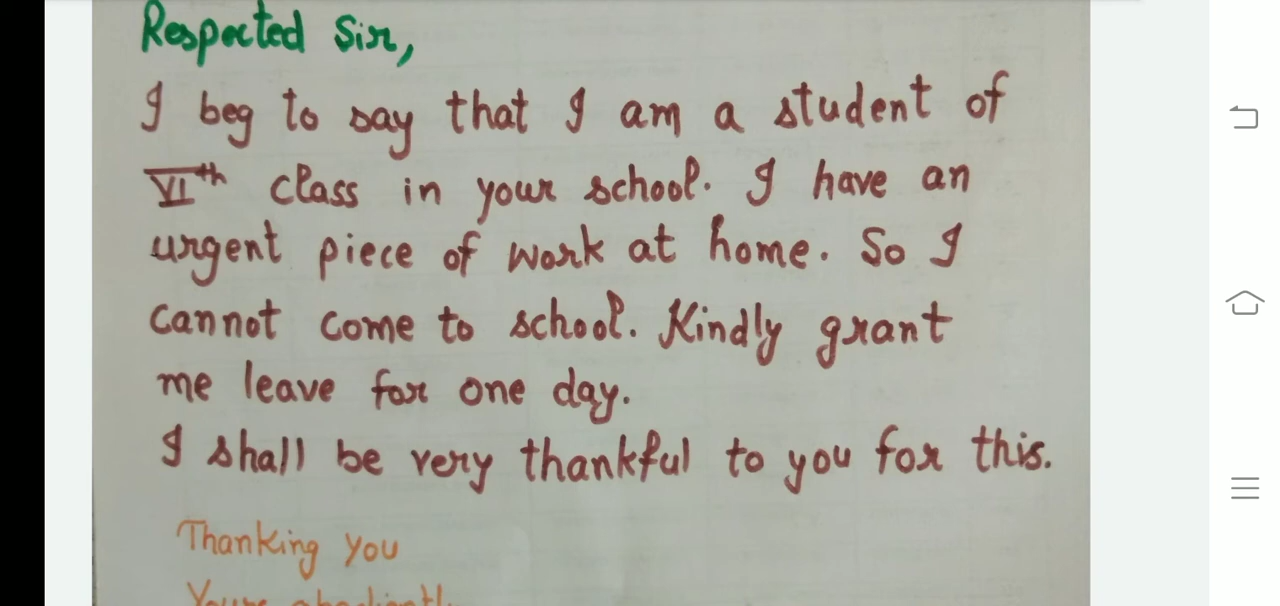 Respected Sir,
I beg to say that I am a student of
VIth class in your school. I have an
urgent piece of work at home. So I
cannot come to school. Kindly grant
me leave for one day.
I shall be very thankful to you for this.
Thanking you